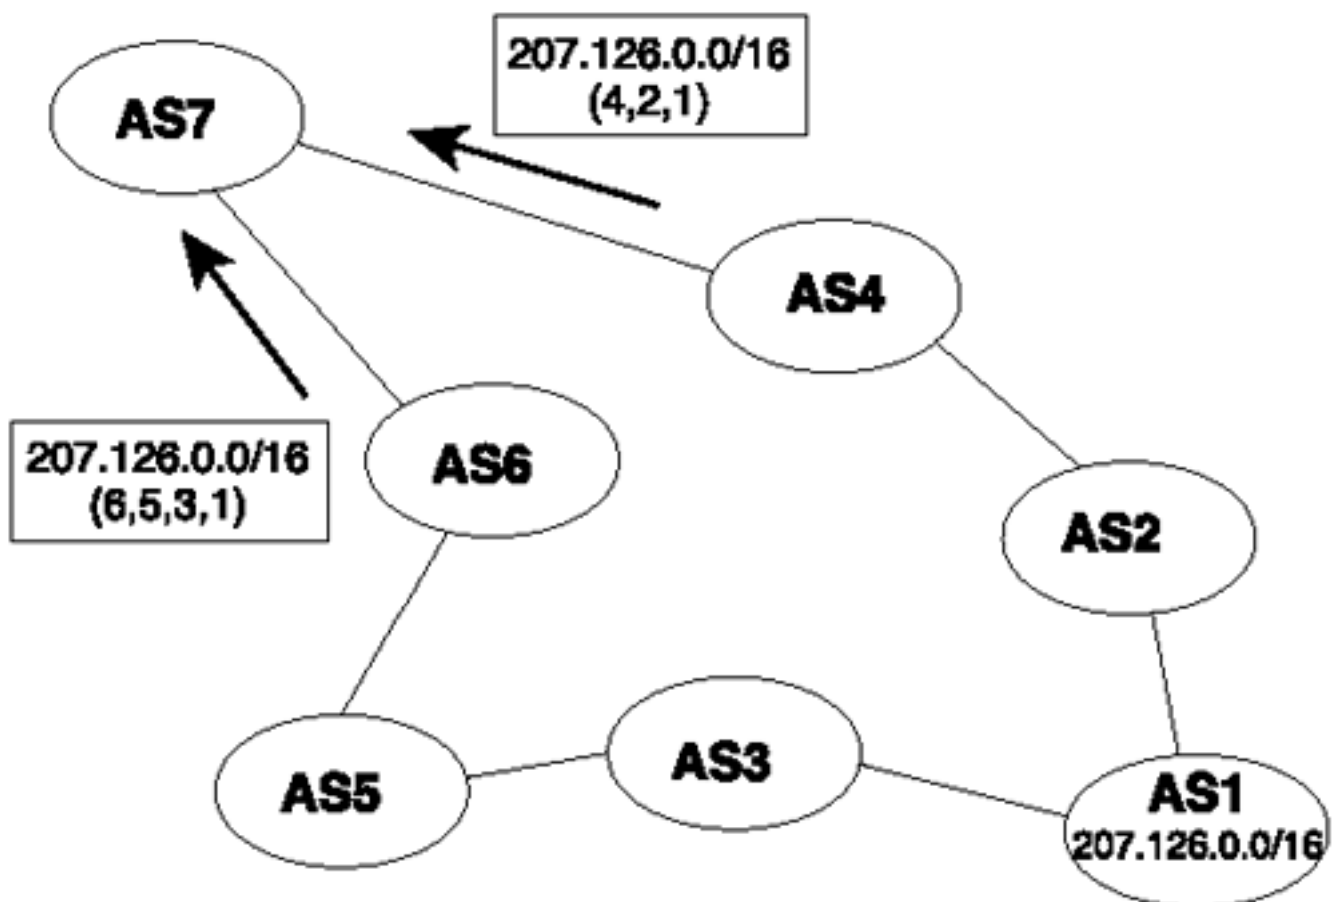 207.126.0.0/16
(4,2,1)
AS7
AS4
207.126.0.0/16
(6,5,3,1)
AS6
AS2
AS5
AS3
AS1
207.126.0.0/16